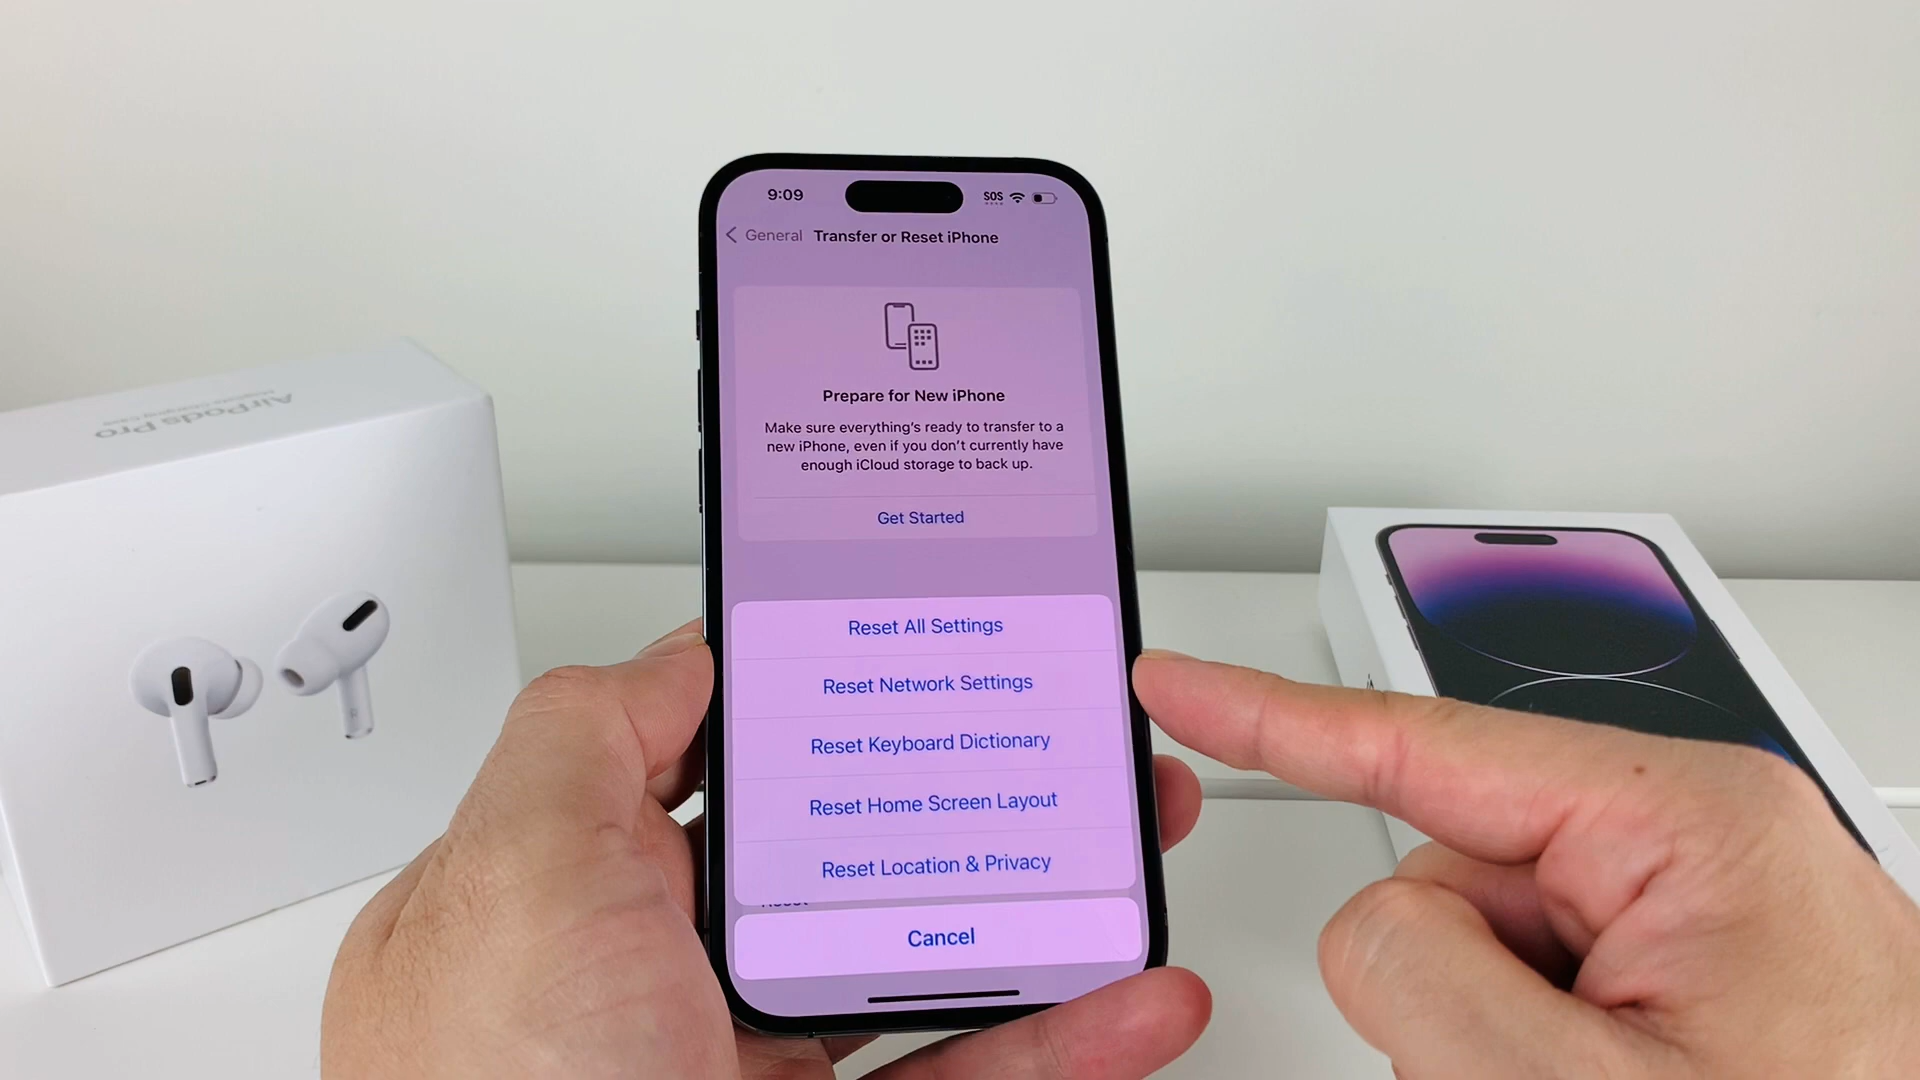 9:09
SOS
General Transfer or Reset iPhone
Prepare for New iPhone
Make sure everything's ready to transfer to a
new iPhone, even if you don't currently have
enough iCloud storage to back up.
Get Started
Reset All Settings
Reset Network Settings
Reset Keyboard Dictionary
Reset Home Screen Layout
Reset Location & Privacy
Reset
Cancel
AirPods Pro
R